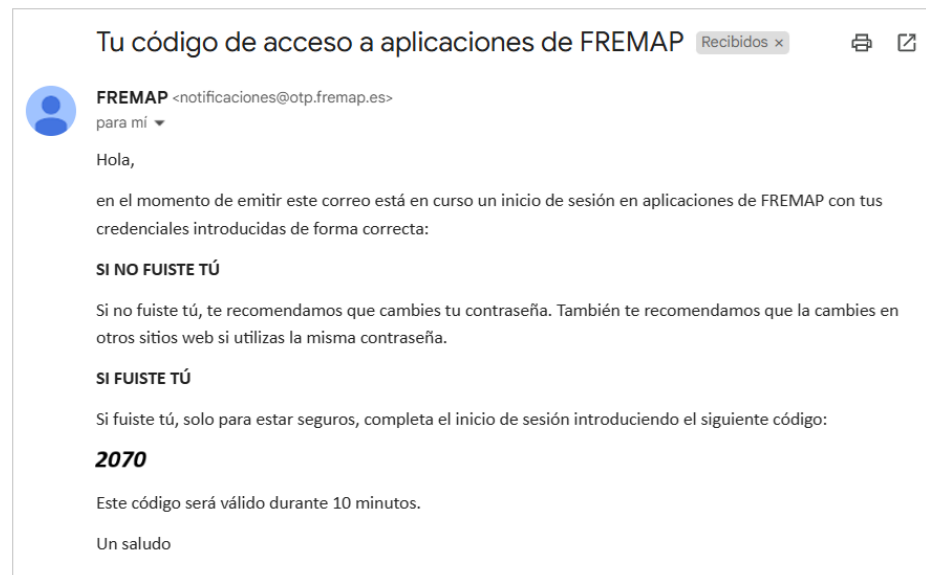 Tu código de acceso a aplicaciones de FREMAP Recibidos ×
FREMAP <notificaciones@otp.fremap.es>
para mí
Hola,
en el momento de emitir este correo está en curso un inicio de sesión en aplicaciones de FREMAP con tus
credenciales introducidas de forma correcta:
SI NO FUISTE TÚ
Si no fuiste tú, te recomendamos que cambies tu contraseña. También te recomendamos que la cambies en
otros sitios web si utilizas la misma contraseña.
SI FUISTE TÚ
Si fuiste tú, solo para estar seguros, completa el inicio de sesión introduciendo el siguiente código:
2070
Este código será válido durante 10 minutos.
Un saludo